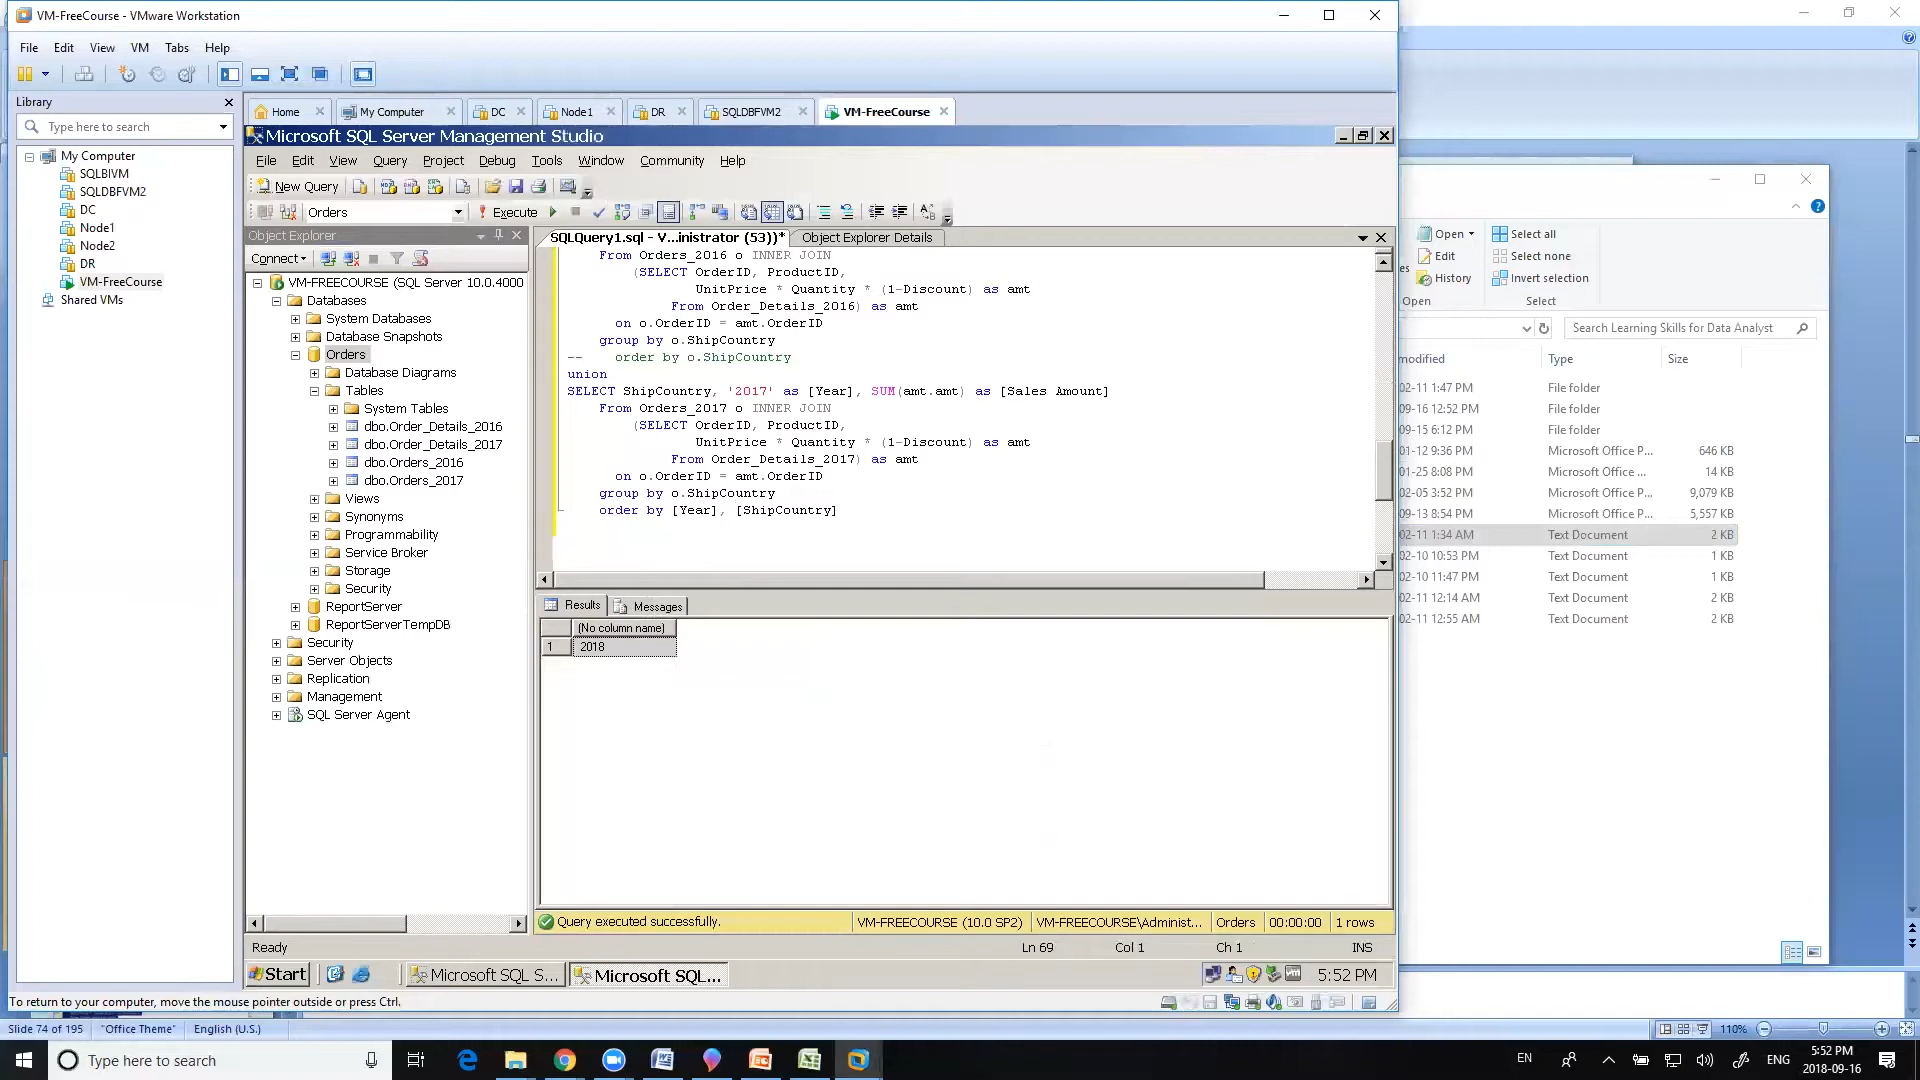 VM-FreeCourse - VMware Workstation
File Edit View VM Tabs Help
Library
Type here to search
My Computer
SQLBIVM
SQLDBFVM2
DC
Node1
Node2
DR
VM-FreeCourse
Shared VMs
Home My Computer DC Node1 DR SQLDBFVM2 VM-FreeCourse
Microsoft SQL Server Management Studio
File Edit View Query Project Debug Tools Window Community Help
New Query
Orders Execute
Object Explorer
Connect
VM-FREECOURSE (SQL Server 10.0.4000
Databases
System Databases
Database Snapshots
Orders
Database Diagrams
Tables
System Tables
dbo.Order_Details_2016
dbo.Order_Details_2017
dbo.Orders_2016
dbo.Orders_2017
Views
Synonyms
Programmability
Service Broker
Storage
Security
ReportServer
ReportServerTempDB
Security
Server Objects
Replication
Management
SQL Server Agent
SQLQuery1.sql - V...inistrator (53))* Object Explorer Details
From Orders_2016 o INNER JOIN
(SELECT OrderID, ProductID,
UnitPrice * Quantity * (1-Discount) as amt
From Order_Details_2016) as amt
on o.OrderID = amt.OrderID
group by o.ShipCountry
-- order by o.ShipCountry
union
SELECT ShipCountry, '2017' as [Year], SUM(amt.amt) as [Sales Amount]
From Orders_2017 o INNER JOIN
(SELECT OrderID, ProductID,
UnitPrice * Quantity * (1-Discount) as amt
From Order_Details_2017) as amt
on o.OrderID = amt.OrderID
group by o.ShipCountry
order by [Year], [ShipCountry]
Results Messages
(No column name)
1 2018
Query executed successfully. VM-FREECOURSE (10.0 SP2) VM-FREECOURSE\Administ... Orders 00:00:00 1 rows
Ready Ln 69 Col 1 Ch 1 INS
Start Microsoft SQL S... Microsoft SQL... 5:52 PM
To return to your computer, move the mouse pointer outside or press Ctrl.
Open Select all
Edit Select none
History Invert selection
Open Select
Search Learning Skills for Data Analyst
modified Type Size
02-11 1:47 PM File folder
09-16 12:52 PM File folder
09-15 6:12 PM File folder
01-12 9:36 PM Microsoft Office P... 646 KB
01-25 8:08 PM Microsoft Office ... 14 KB
02-05 3:52 PM Microsoft Office P... 9,079 KB
09-13 8:54 PM Microsoft Office P... 5,557 KB
02-11 1:34 AM Text Document 2 KB
02-10 10:53 PM Text Document 1 KB
02-10 11:47 PM Text Document 1 KB
02-11 12:14 AM Text Document 2 KB
02-11 12:55 AM Text Document 2 KB
Slide 74 of 195 "Office Theme" English (U.S.) 110%
Type here to search
EN ENG 5:52 PM
2018-09-16